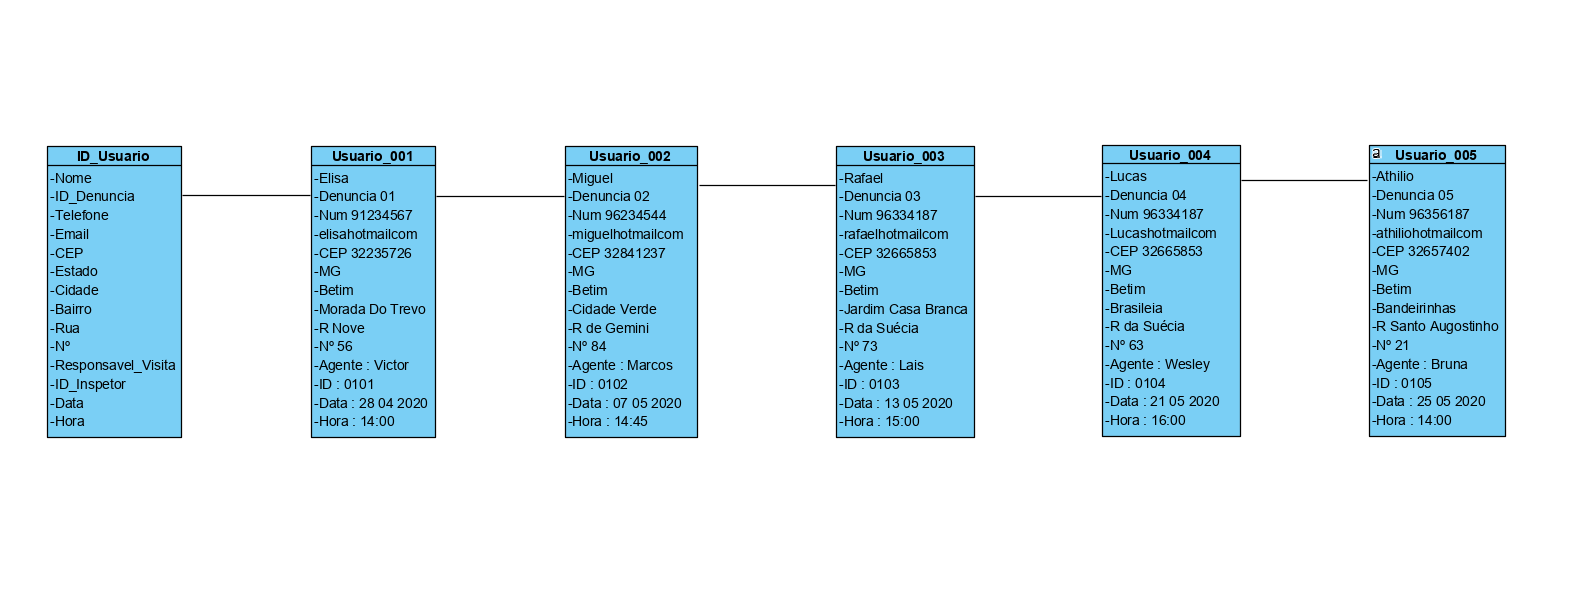 ID_Usuario
-Nome
-ID_Denuncia
-Telefone
-Email
-CEP
-Estado
-Cidade
-Bairro
-Rua
-Nº
-Responsavel_Visita
-ID_Inspetor
-Data
-Hora
Usuario_001
-Elisa
-Denuncia 01
-Num 91234567
-elisahotmailcom
-CEP 32235726
-MG
-Betim
-Morada Do Trevo
-R Nove
-Nº 56
-Agente : Victor
-ID : 0101
-Data : 28 04 2020
-Hora : 14:00
Usuario_002
-Miguel
-Denuncia 02
-Num 96234544
-miguelhotmailcom
-CEP 32841237
-MG
-Betim
-Cidade Verde
-R de Gemini
-Nº 84
-Agente : Marcos
-ID : 0102
-Data : 07 05 2020
-Hora : 14:45
Usuario_003
-Rafael
-Denuncia 03
-Num 96334187
-rafaelhotmailcom
-CEP 32665853
-MG
-Betim
-Jardim Casa Branca
-R da Suécia
-Nº 73
-Agente : Lais
-ID : 0103
-Data : 13 05 2020
-Hora : 15:00
Usuario_004
-Lucas
-Denuncia 04
-Num 96334187
-Lucashotmailcom
-CEP 32665853
-MG
-Betim
-Brasileia
-R da Suécia
-Nº 63
-Agente : Wesley
-ID : 0104
-Data : 21 05 2020
-Hora : 16:00
a Usuario_005
-Athilio
-Denuncia 05
-Num 96356187
-athiliohotmailcom
-CEP 32657402
-MG
-Betim
-Bandeirinhas
-R Santo Augostinho
-Nº 21
-Agente : Bruna
-ID : 0105
-Data : 25 05 2020
-Hora : 14:00